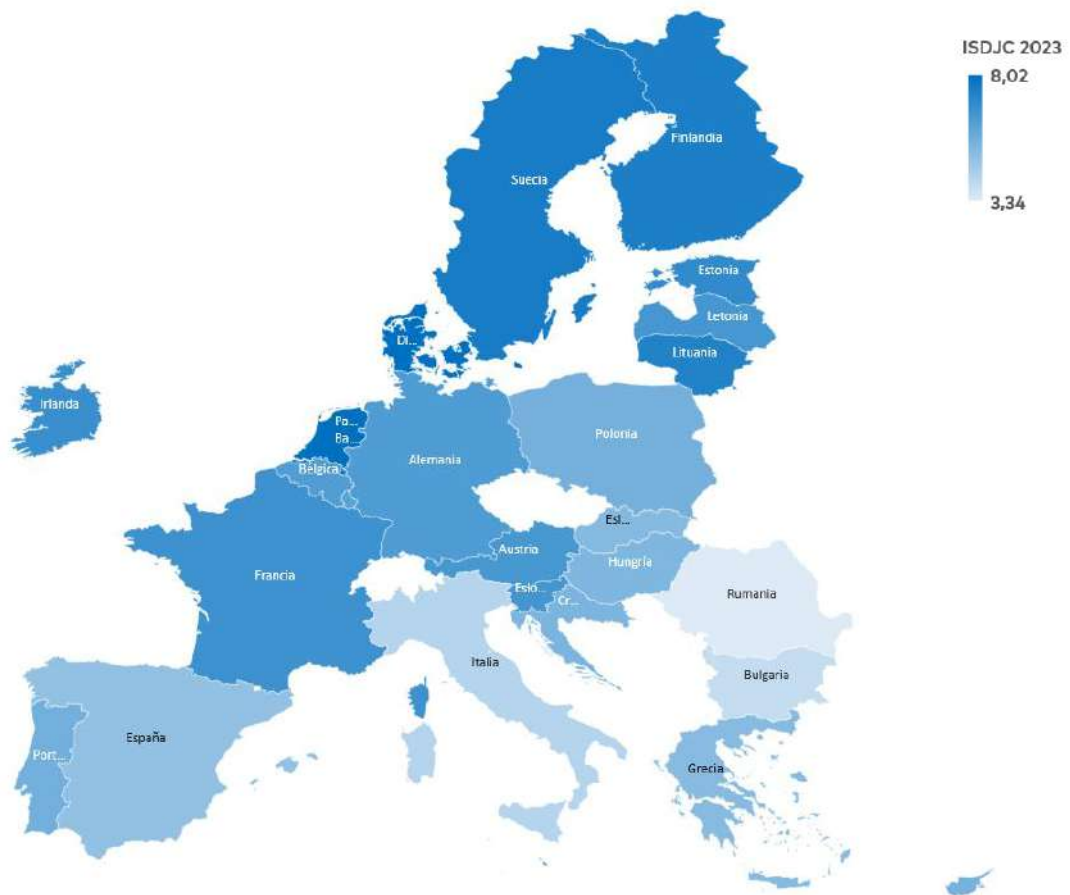 ISDJC 2023
8,02
3,34
Finlandia
Suecia
Estonia
Letonia
Di...
Lituania
Irlanda
Po...
Ba...
Polonia
Alemania
Bélgica
Esl...
Austria
Hungría
Francia
Eslo...
Cr...
Rumania
Italia
Bulgaria
España
Port...
Grecia